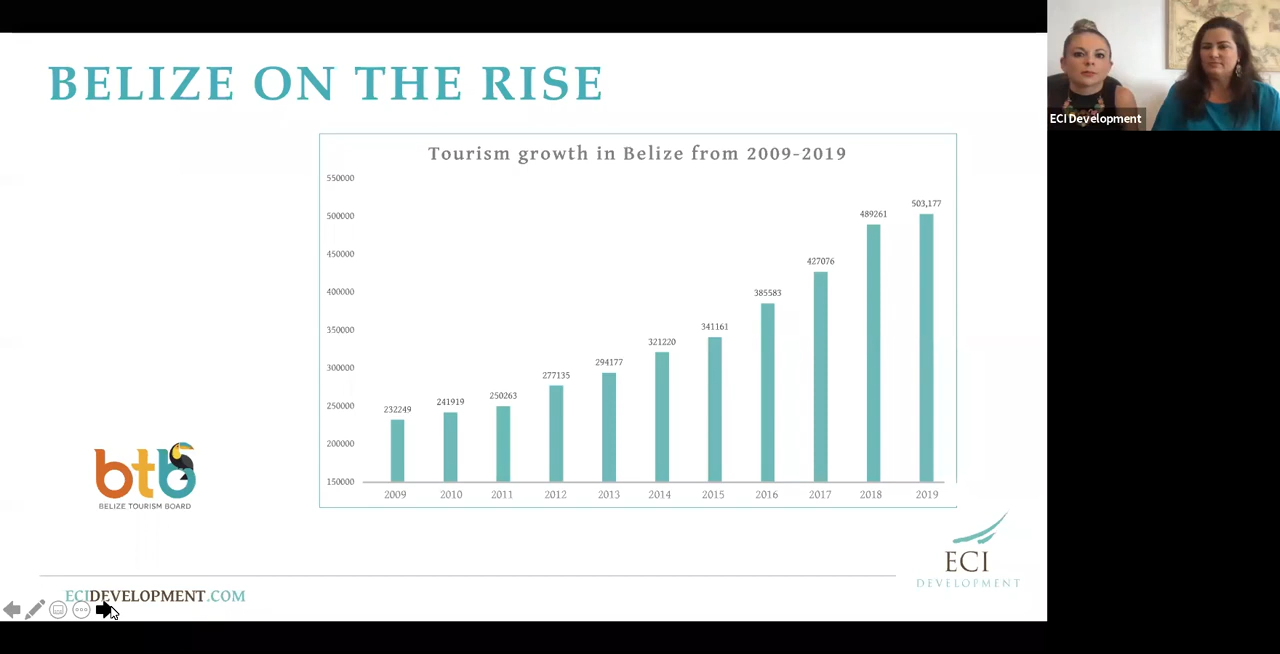 BELIZE ON THE RISE
ECI Development
Tourism growth in Belize from 2009-2019
550000
500000
450000
400000
350000
300000
250000
200000
150000
232249
241919
250263
277135
294177
321220
341161
385583
427076
489261
503,177
2009 2010 2011 2012 2013 2014 2015 2016 2017 2018 2019
btb
BELIZE TOURISM BOARD
ECI
DEVELOPMENT
ECIDEVELOPMENT.COM